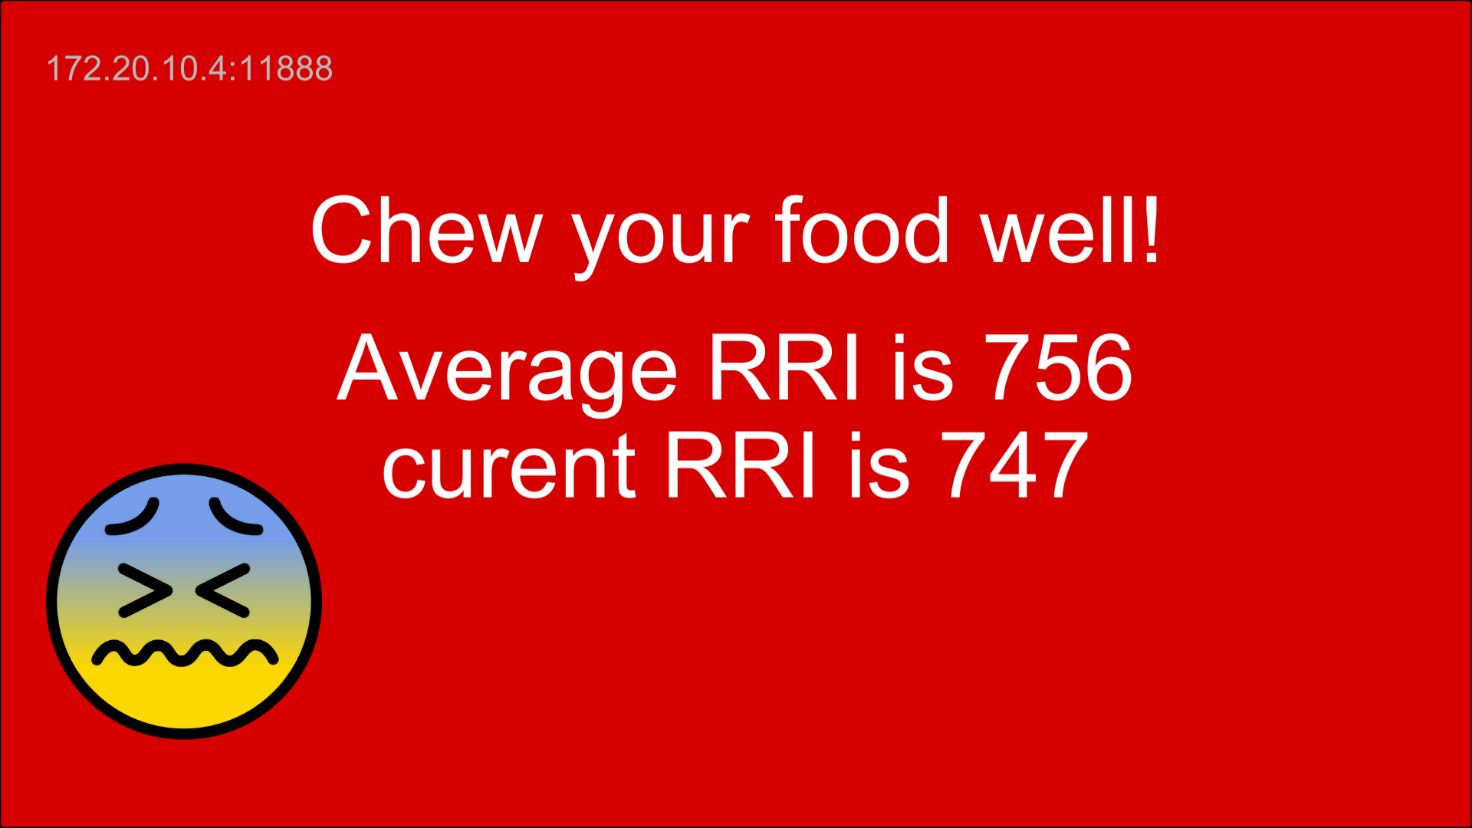 172.20.10.4:11888
Chew your food well!
Average RRI is 756
curent RRI is 747